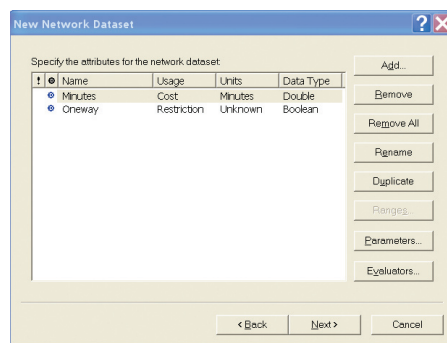 New Network Dataset
Specify the attributes for the network dataset:
! Name Usage Units Data Type
Minutes Cost Minutes Double
Oneway Restriction Unknown Boolean
Add...
Remove
Remove All
Rename
Duplicate
Ranges...
Parameters...
Evaluators...
< Back Next > Cancel